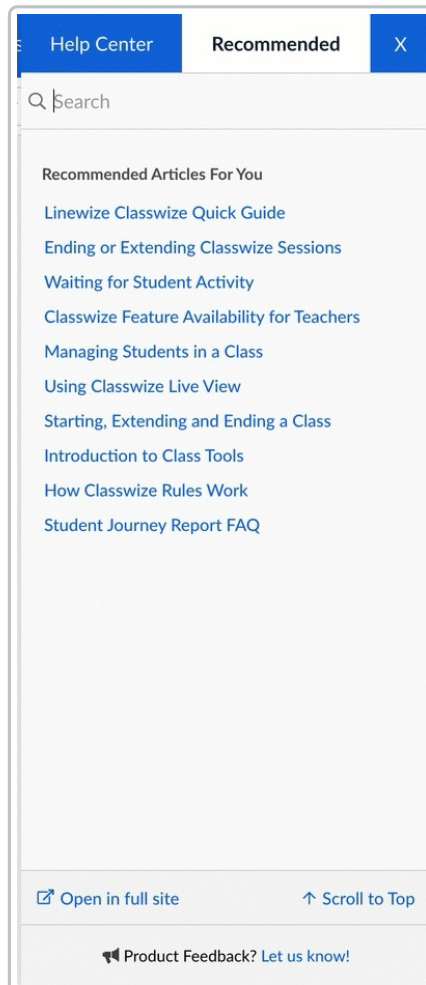 Help Center Recommended X
Search
Recommended Articles For You
Linewize Classwize Quick Guide
Ending or Extending Classwize Sessions
Waiting for Student Activity
Classwize Feature Availability for Teachers
Managing Students in a Class
Using Classwize Live View
Starting, Extending and Ending a Class
Introduction to Class Tools
How Classwize Rules Work
Student Journey Report FAQ
Open in full site ↑ Scroll to Top
Product Feedback? Let us know!